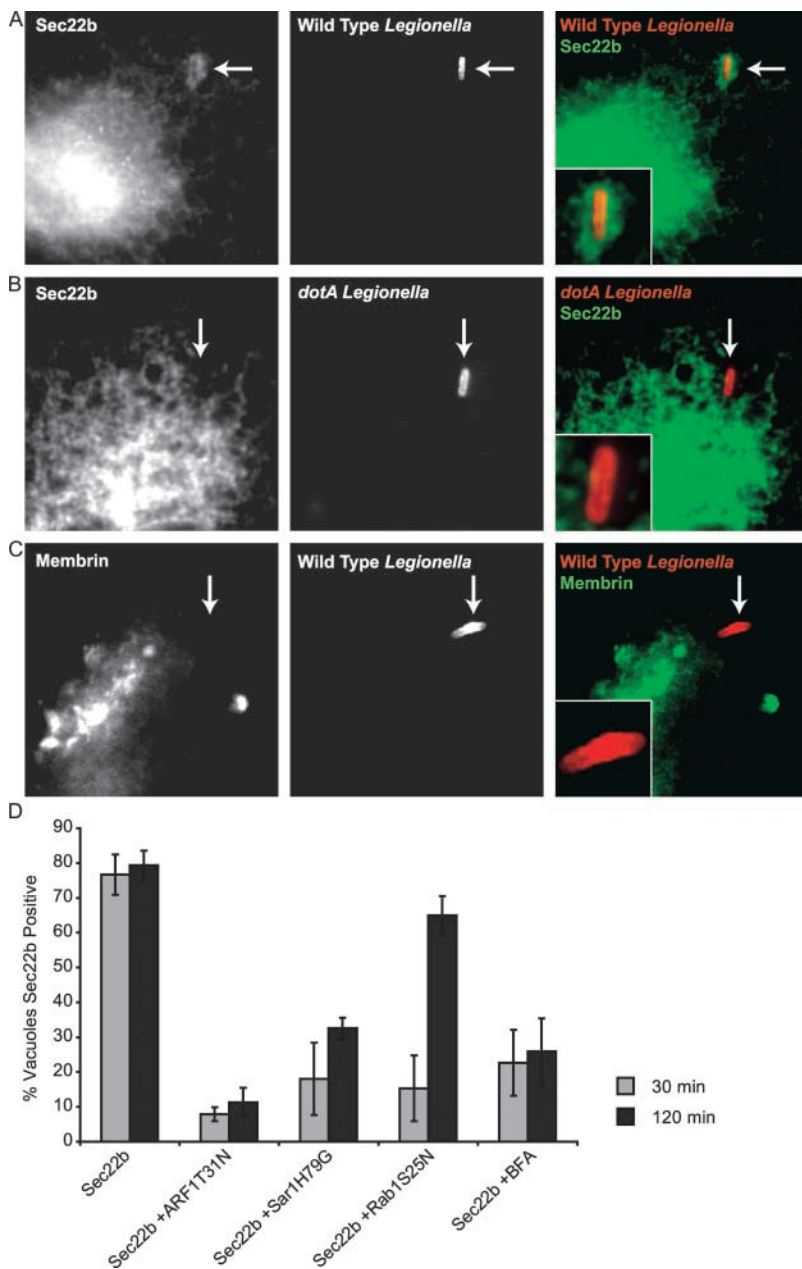 A
Sec22b
Wild Type Legionella
Wild Type Legionella
Sec22b
B
Sec22b
dotA Legionella
dotA Legionella
Sec22b
C
Membrin
Wild Type Legionella
Wild Type Legionella
Membrin
D
% Vacuoles Sec22b Positive
90
80
70
60
50
40
30
20
10
0
Sec22b
Sec22b +ARF1T31N
Sec22b +Sar1H79G
Sec22b +Rab1S25N
Sec22b +BFA
30 min
120 min